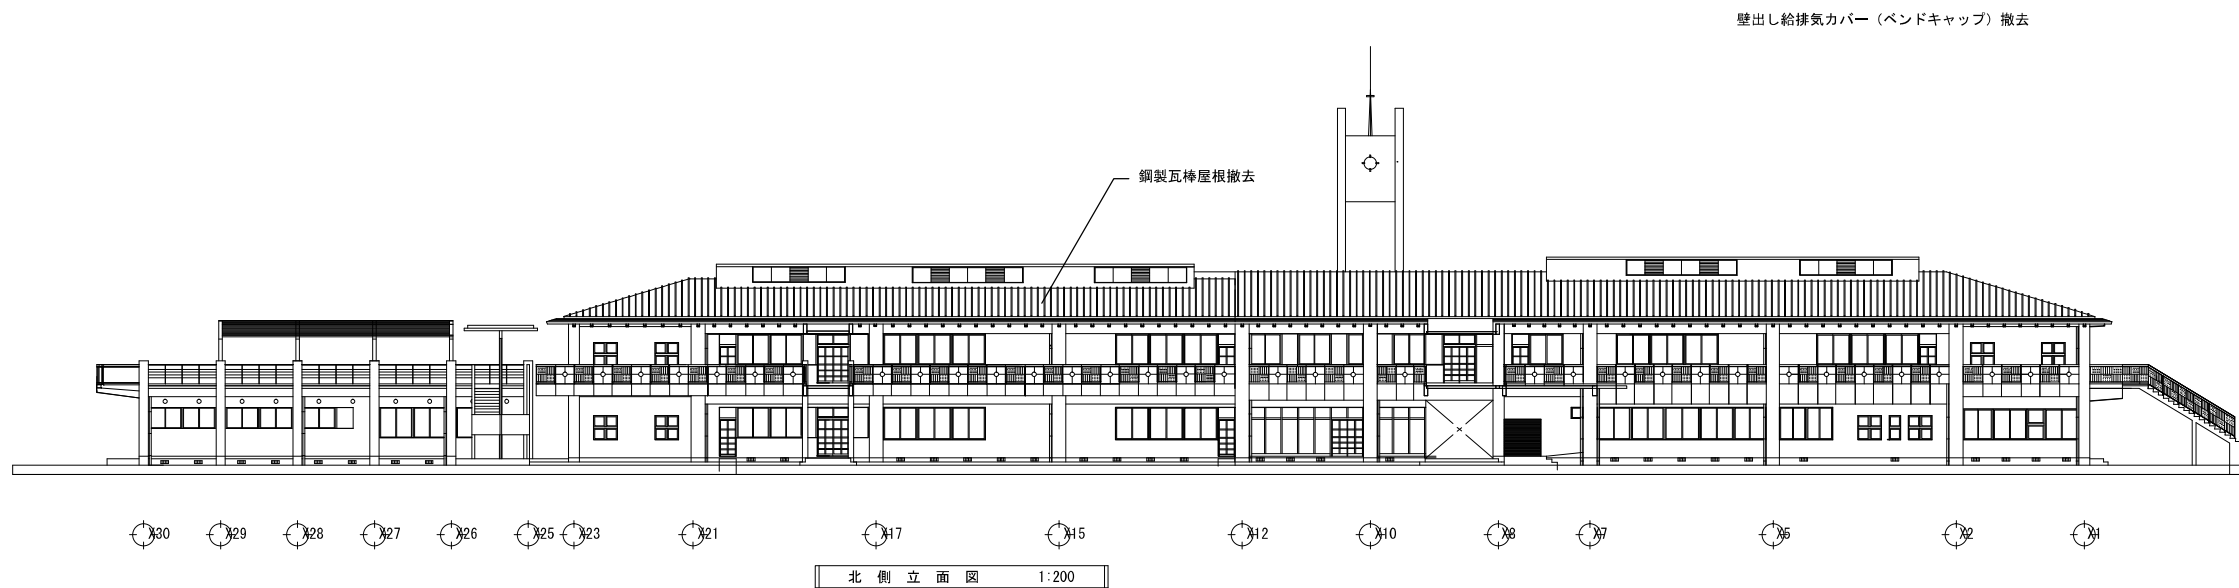 壁出し給排気カバー（ベンドキャップ）撤去
鋼製瓦棒屋根撤去
X30 X29 X28 X27 X26 X25 X23 X21 X17 X15 X12 X10 X8 X7 X5 X2 X1
北側立面図 1:200